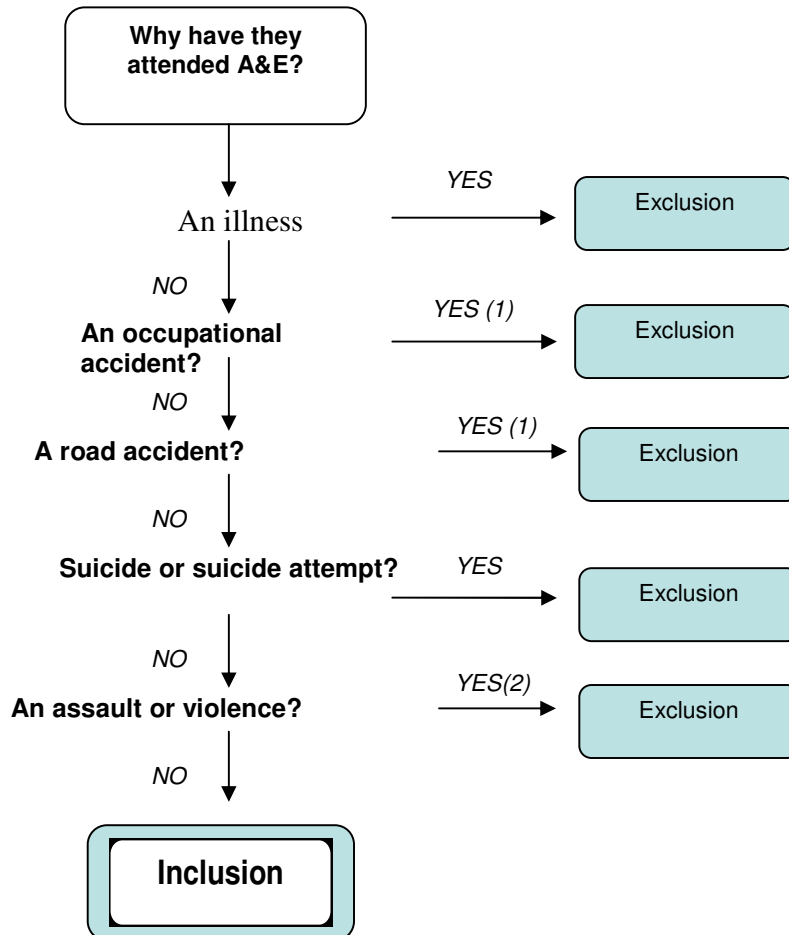 Why have they
attended A&E?
YES
An illness
Exclusion
NO
YES (1)
An occupational
accident?
Exclusion
NO
YES (1)
A road accident?
Exclusion
NO
Suicide or suicide attempt?
YES
Exclusion
NO
YES(2)
An assault or violence?
Exclusion
NO
Inclusion